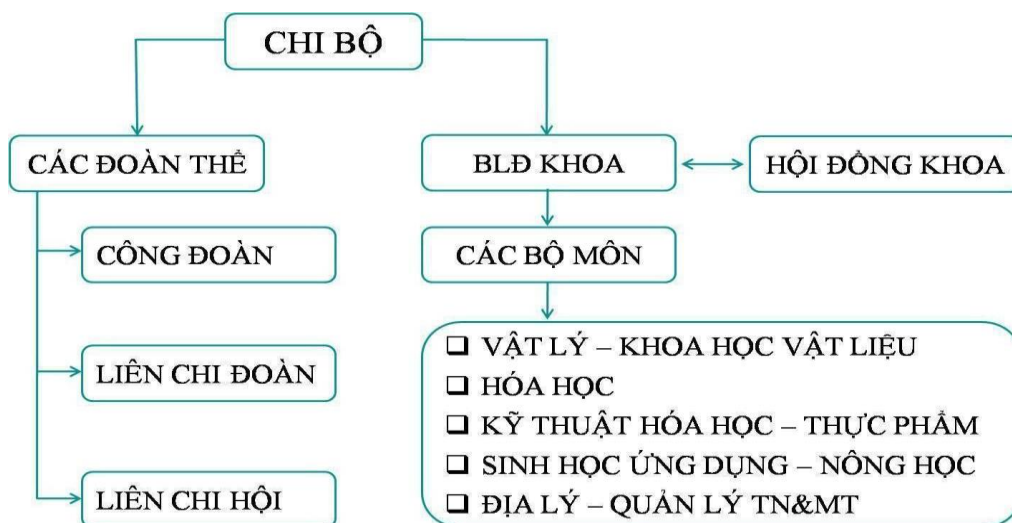 CHI BỘ
CÁC ĐOÀN THỂ
BLĐ KHOA
HỘI ĐỒNG KHOA
CÔNG ĐOÀN
CÁC BỘ MÔN
LIÊN CHI ĐOÀN
LIÊN CHI HỘI
VẬT LÝ – KHOA HỌC VẬT LIỆU
HÓA HỌC
KỸ THUẬT HÓA HỌC – THỰC PHẨM
SINH HỌC ỨNG DỤNG – NÔNG HỌC
ĐỊA LÝ – QUẢN LÝ TN&MT